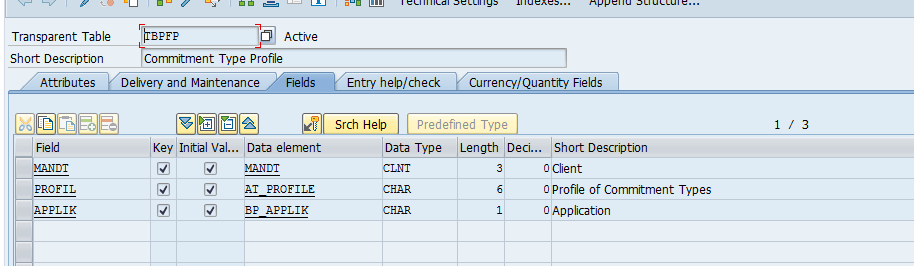 Technical Settings Indexes... Append Structure...
Transparent Table TBPFP Active
Short Description Commitment Type Profile
Attributes Delivery and Maintenance Fields Entry help/check Currency/Quantity Fields
Srch Help Predefined Type 1 / 3
Field Key Initial Val... Data element Data Type Length Deci... Short Description
MANDT MANDT CLNT 3 0 Client
PROFIL AT_PROFILE CHAR 6 0 Profile of Commitment Types
APPLIK BP_APPLIK CHAR 1 0 Application